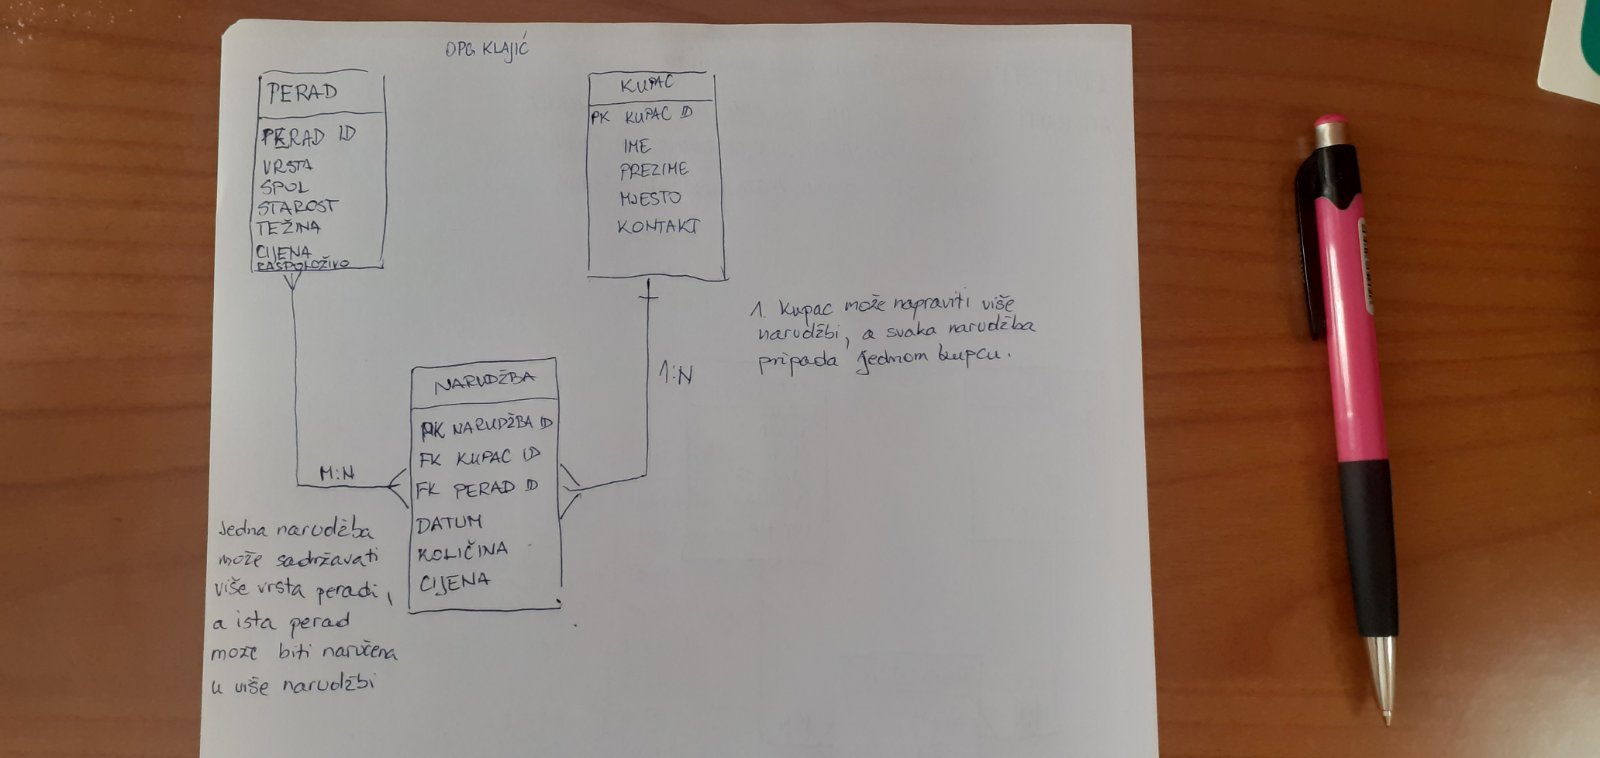 OPG KLAJIĆ
PERAD
PERAD ID
VRSTA
SPOL
STAROST
TEŽINA
CIJENA
RASPOLOŽIVO
KUPAC
PK KUPAC ID
IME
PREZIME
MJESTO
KONTAKT
1:N
1. Kupac može napraviti više
narudžbi, a svaka narudžba
pripada jednom kupcu.
NARUDŽBA
PK NARUDŽBA ID
FK KUPAC ID
FK PERAD ID
DATUM
KOLIČINA
CIJENA
M:N
Jedna narudžba
može sadržavati
više vrsta peradi,
a ista perad
može biti naručena
u više narudžbi